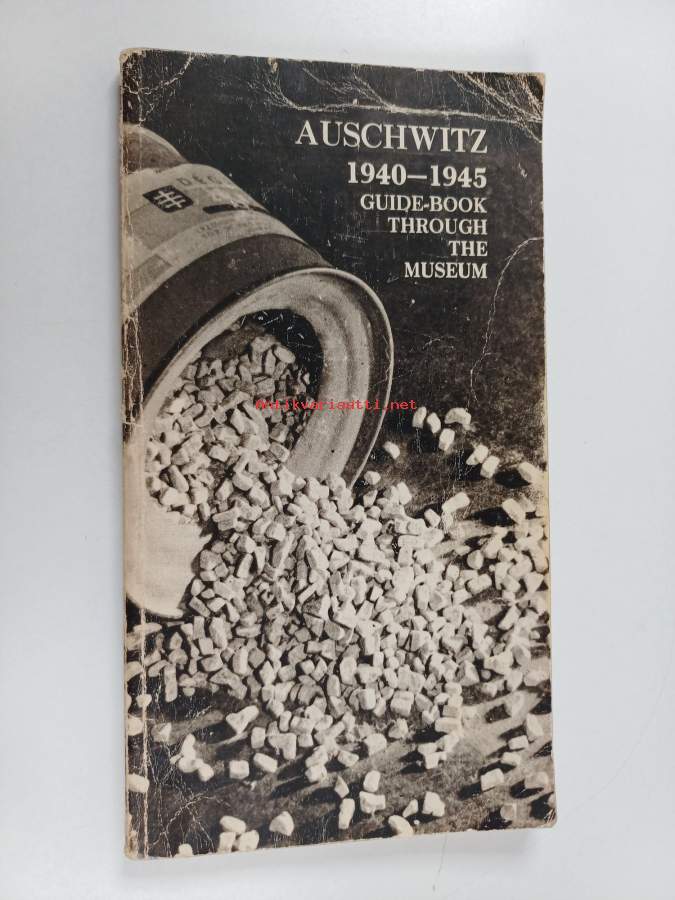 AUSCHWITZ
1940—1945
GUIDE-BOOK
THROUGH
THE
MUSEUM
Antikvariaatti.net